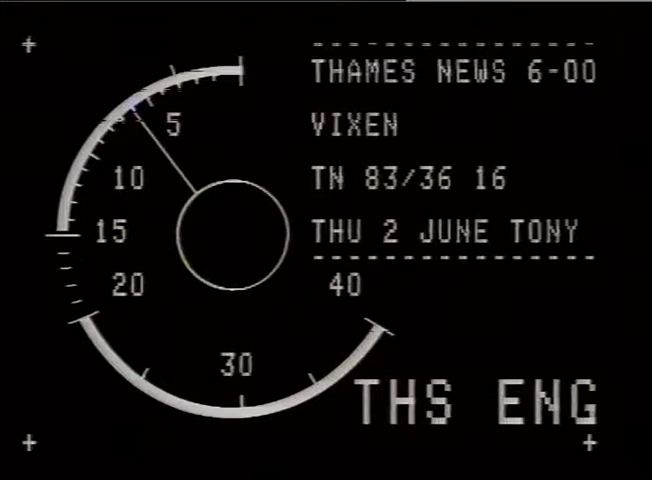 THAMES NEWS 6-00
VIXEN
TN 83/36 16
THU 2 JUNE TONY
5
10
15
20
30
40
THS ENG